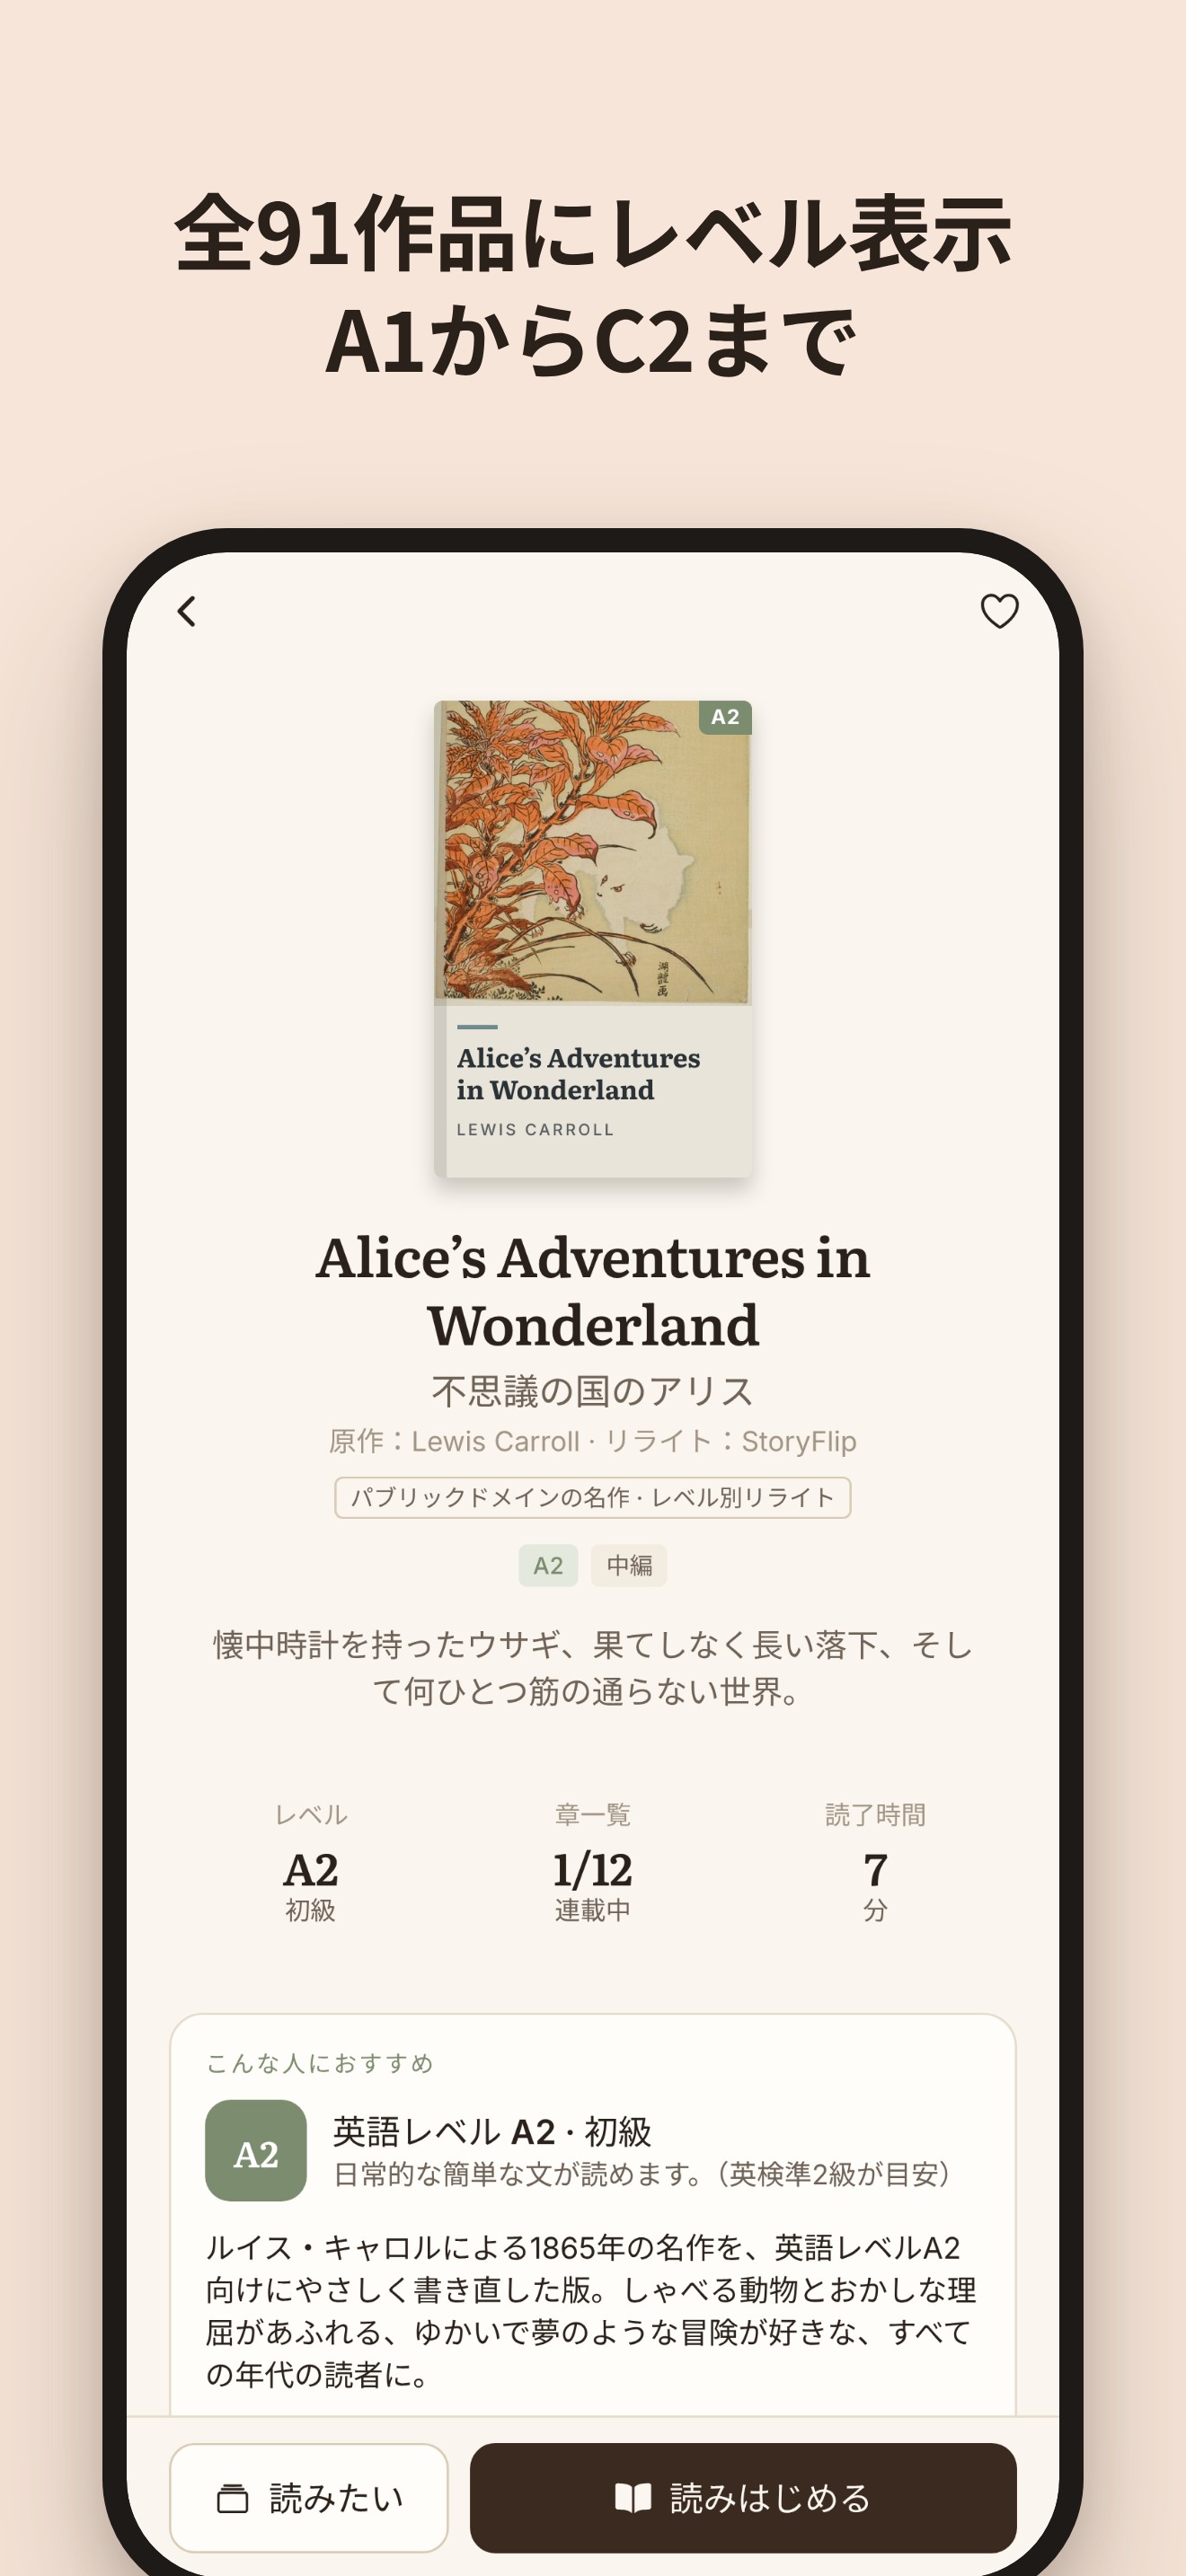 全91作品にレベル表示
A1からC2まで
A2
湖龍画
Alice’s Adventures
in Wonderland
LEWIS CARROLL
Alice’s Adventures in
Wonderland
不思議の国のアリス
原作：Lewis Carroll · リライト：StoryFlip
パブリックドメインの名作 · レベル別リライト
A2 中編
懐中時計を持ったウサギ、果てしなく長い落下、そし
て何ひとつ筋の通らない世界。
レベル 章一覧 読了時間
A2 1/12 7
初級 連載中 分
こんな人におすすめ
A2
英語レベル A2 · 初級
日常的な簡単な文が読めます。（英検準2級が目安）
ルイス・キャロルによる1865年の名作を、英語レベルA2
向けにやさしく書き直した版。しゃべる動物とおかしな理
屈があふれる、ゆかいで夢のような冒険が好きな、すべて
の年代の読者に。
読みたい 読みはじめる